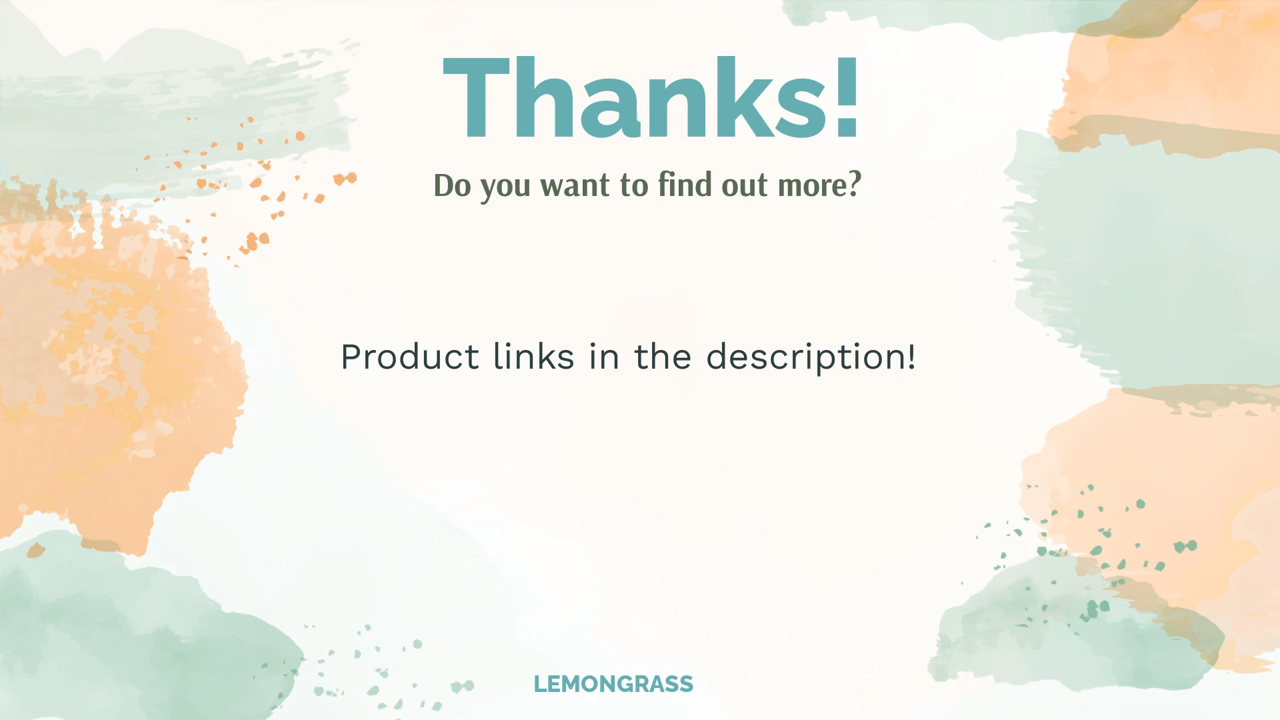 Thanks!
Do you want to find out more?
Product links in the description!
LEMONGRASS